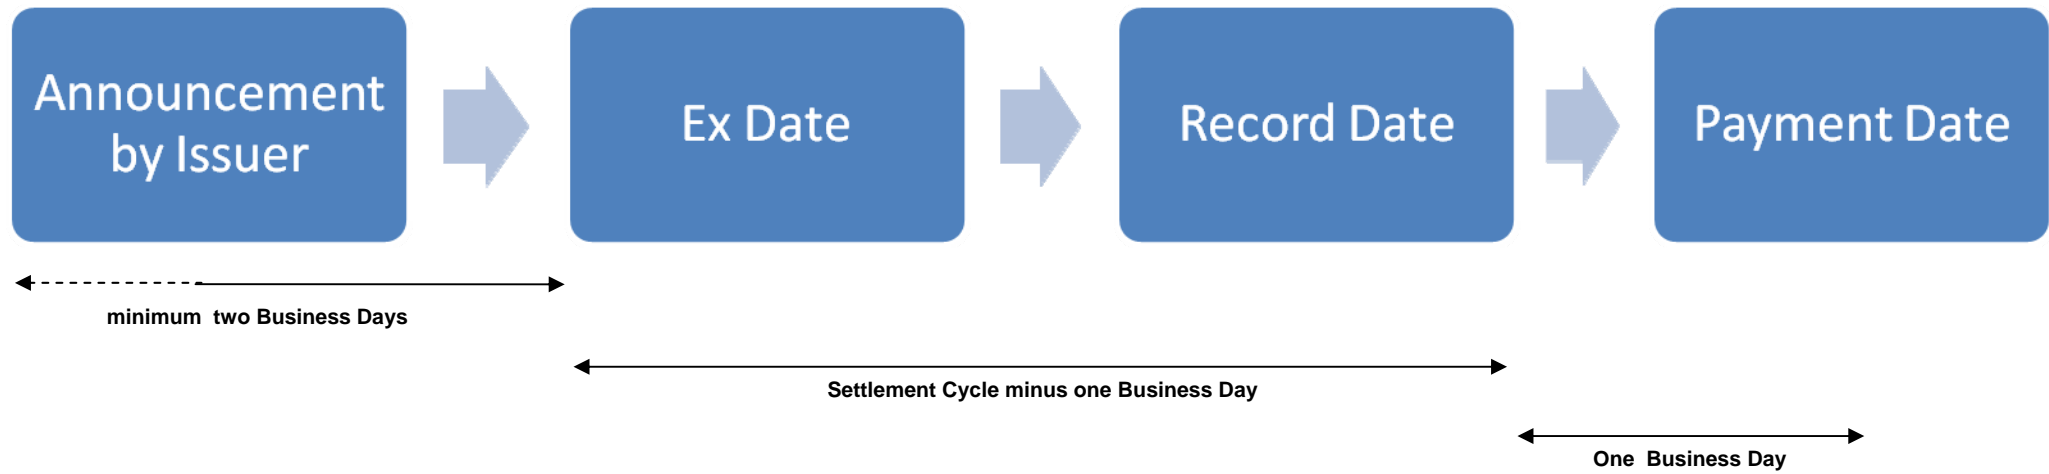 Announcement
by Issuer
Ex Date
Record Date
Payment Date
minimum  two Business Days
Settlement Cycle minus one Business Day
One  Business Day